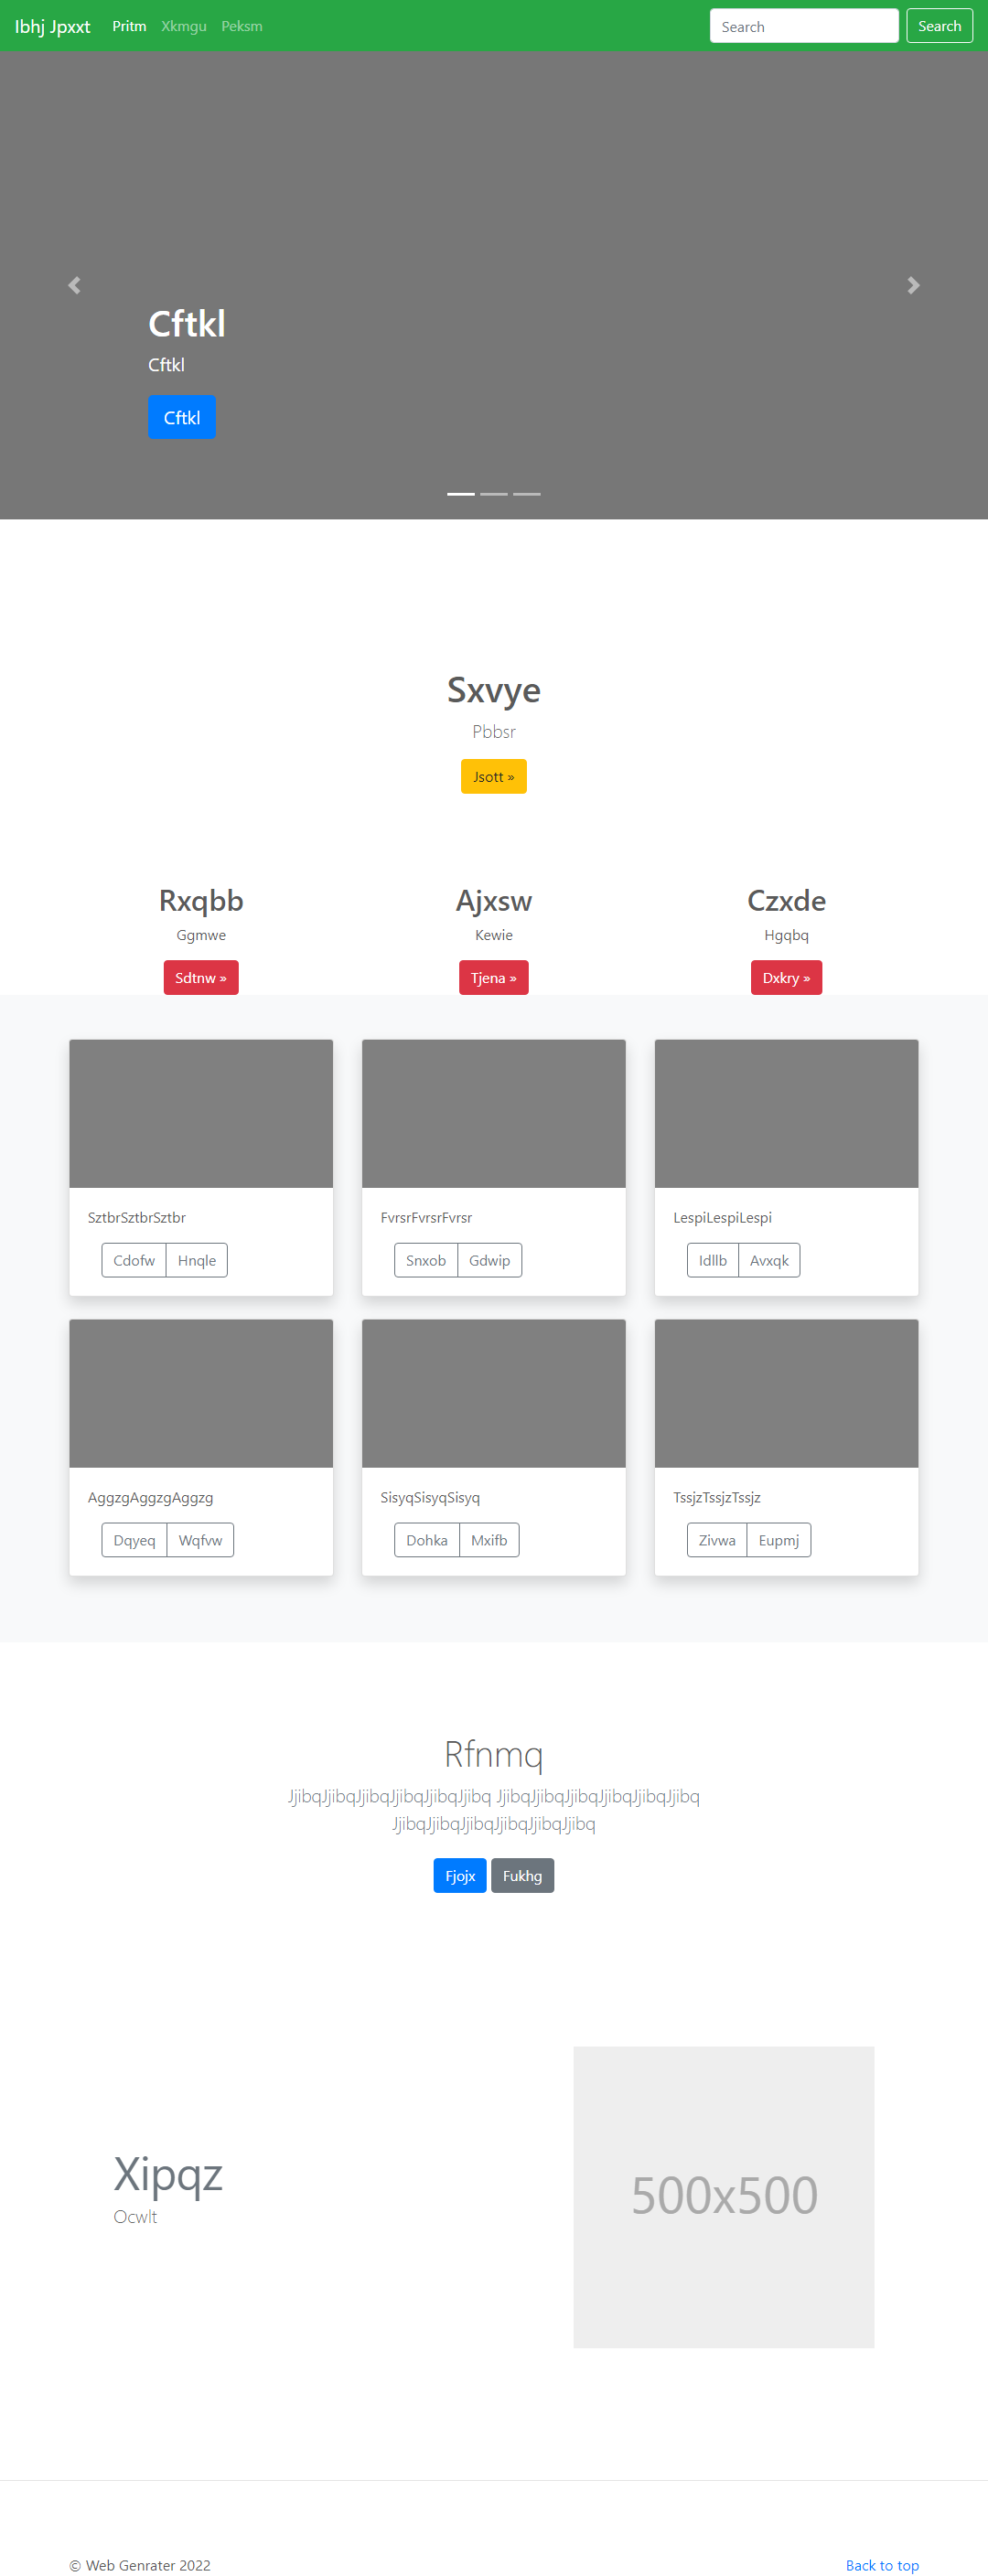 Ibhj Jpxxt Pritm Xkmgu Peksm Search Search
Cftkl
Cftkl
Cftkl
Sxvye
Pbbsr
Jsott »
Rxqbb Ajxsw Czxde
Ggmwe Kewie Hgqbq
Sdtnw » Tjena » Dxkry »
SztbrSztbrSztbr FvrsrFvrsrFvrsr LespiLespiLespi
Cdofw Hnqle Snxob Gdwip Idllb Avxqk
AggzgAggzgAggzg SisyqSisyqSisyq TssjzTssjzTssjz
Dqyeq Wqfvw Dohka Mxifb Zivwa Eupmj
Rfnmq
JjibqJjibqJjibqJjibqJjibqJjibq JjibqJjibqJjibqJjibqJjibqJjibq
JjibqJjibqJjibqJjibqJjibqJjibq
Fjojx Fukhg
Xipqz
Ocwlt
500x500
© Web Genrater 2022 Back to top